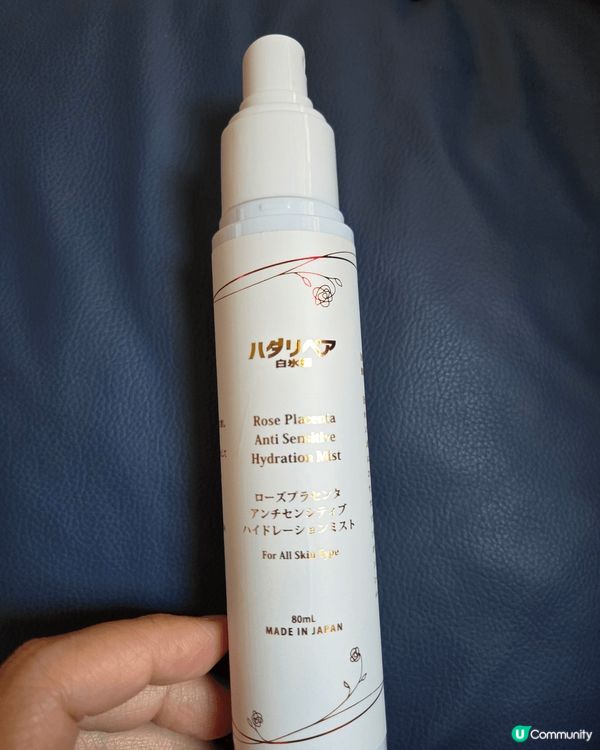 ハダリペア
白氷
Rose Placenta
Anti Sensitive
Hydration Mist
ローズプラセンタ
アンチセンシティブ
ハイドレーションミスト
For All Skin Type
80mL
MADE IN JAPAN
U Community